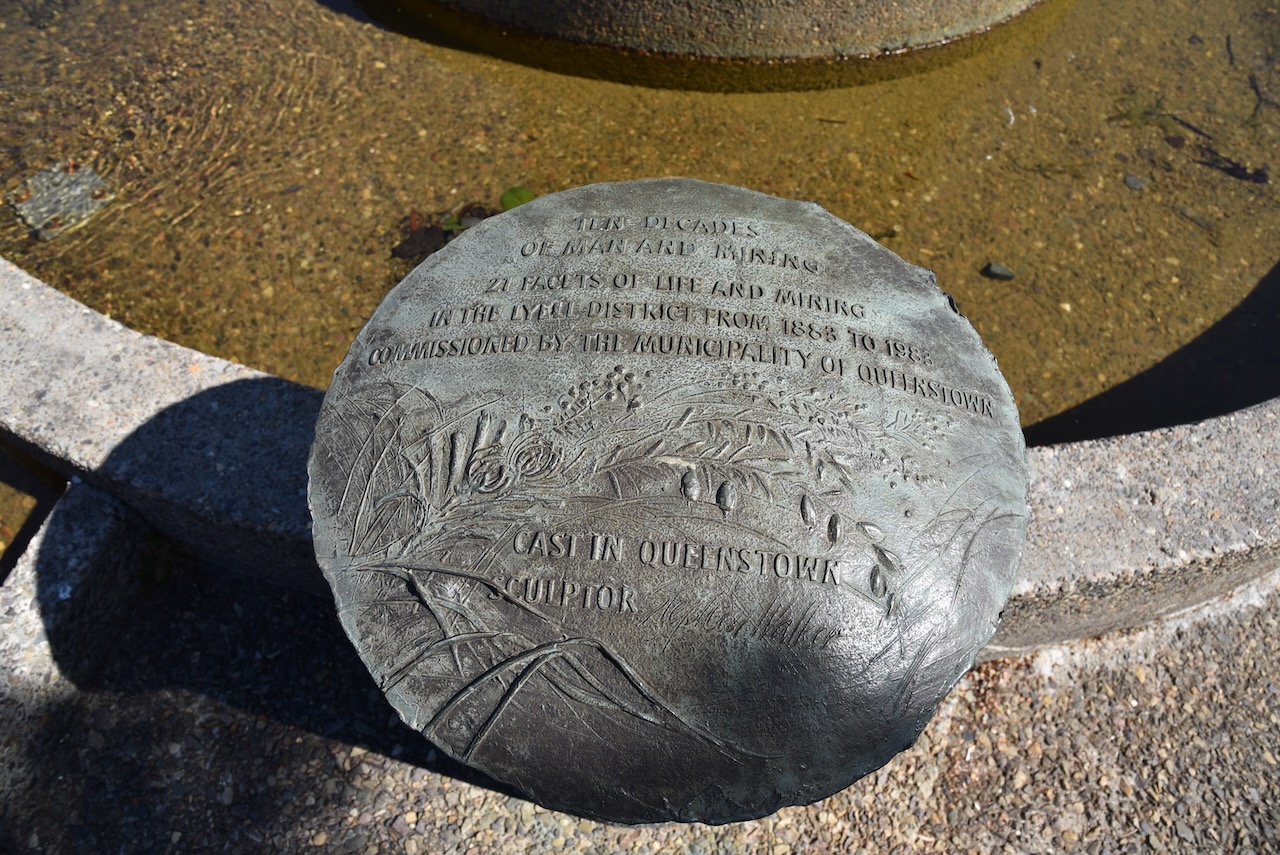 TEN DECADES
OF MAN AND MINING
21 FACETS OF LIFE AND MINING
IN THE LYELL DISTRICT FROM 1883 TO 1983
COMMISSIONED BY THE MUNICIPALITY OF QUEENSTOWN
CAST IN QUEENSTOWN
SCULPTOR